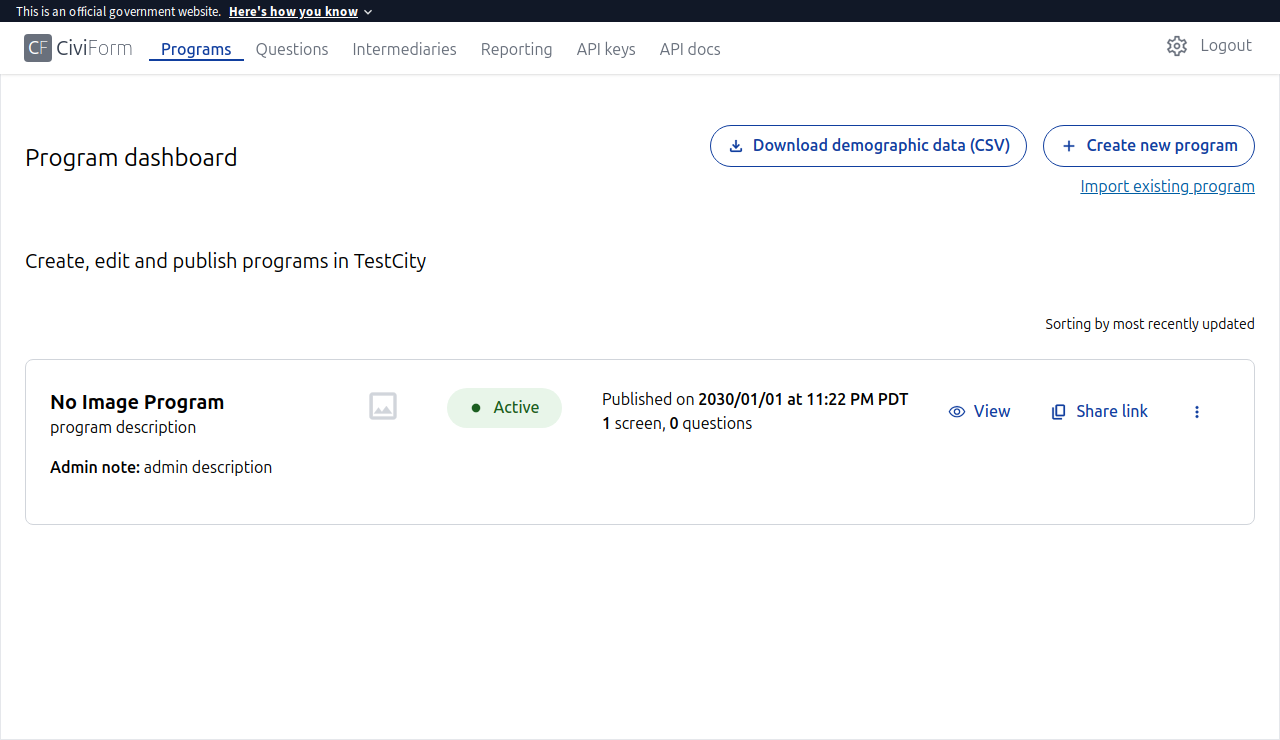 This is an official government website. Here's how you know
CF CiviForm Programs Questions Intermediaries Reporting API keys API docs Logout
Program dashboard
Download demographic data (CSV) Create new program
Import existing program
Create, edit and publish programs in TestCity
Sorting by most recently updated
No Image Program
program description
Admin note: admin description
Active
Published on 2030/01/01 at 11:22 PM PDT
1 screen, 0 questions
View Share link